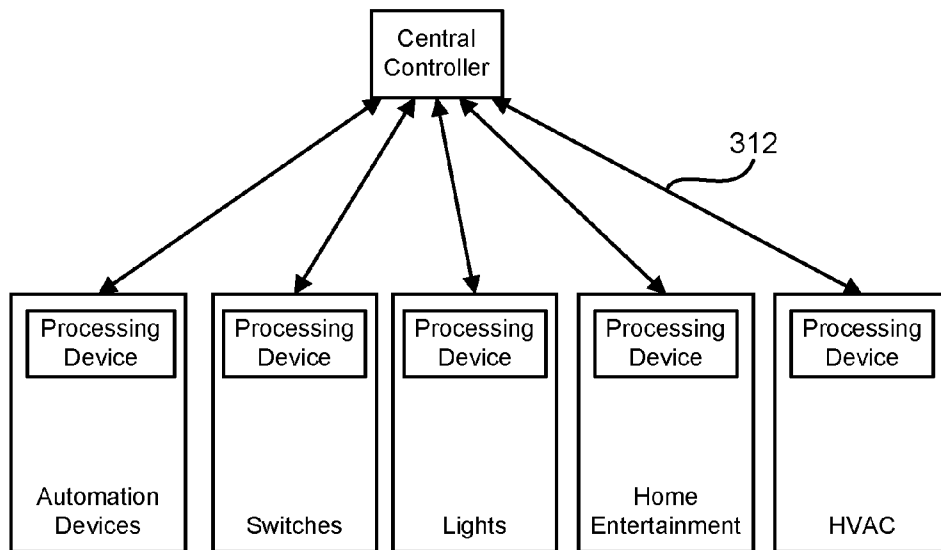 Central
Controller
312
Processing
Device
Processing
Device
Processing
Device
Processing
Device
Processing
Device
Automation
Devices
Switches
Lights
Home
Entertainment
HVAC